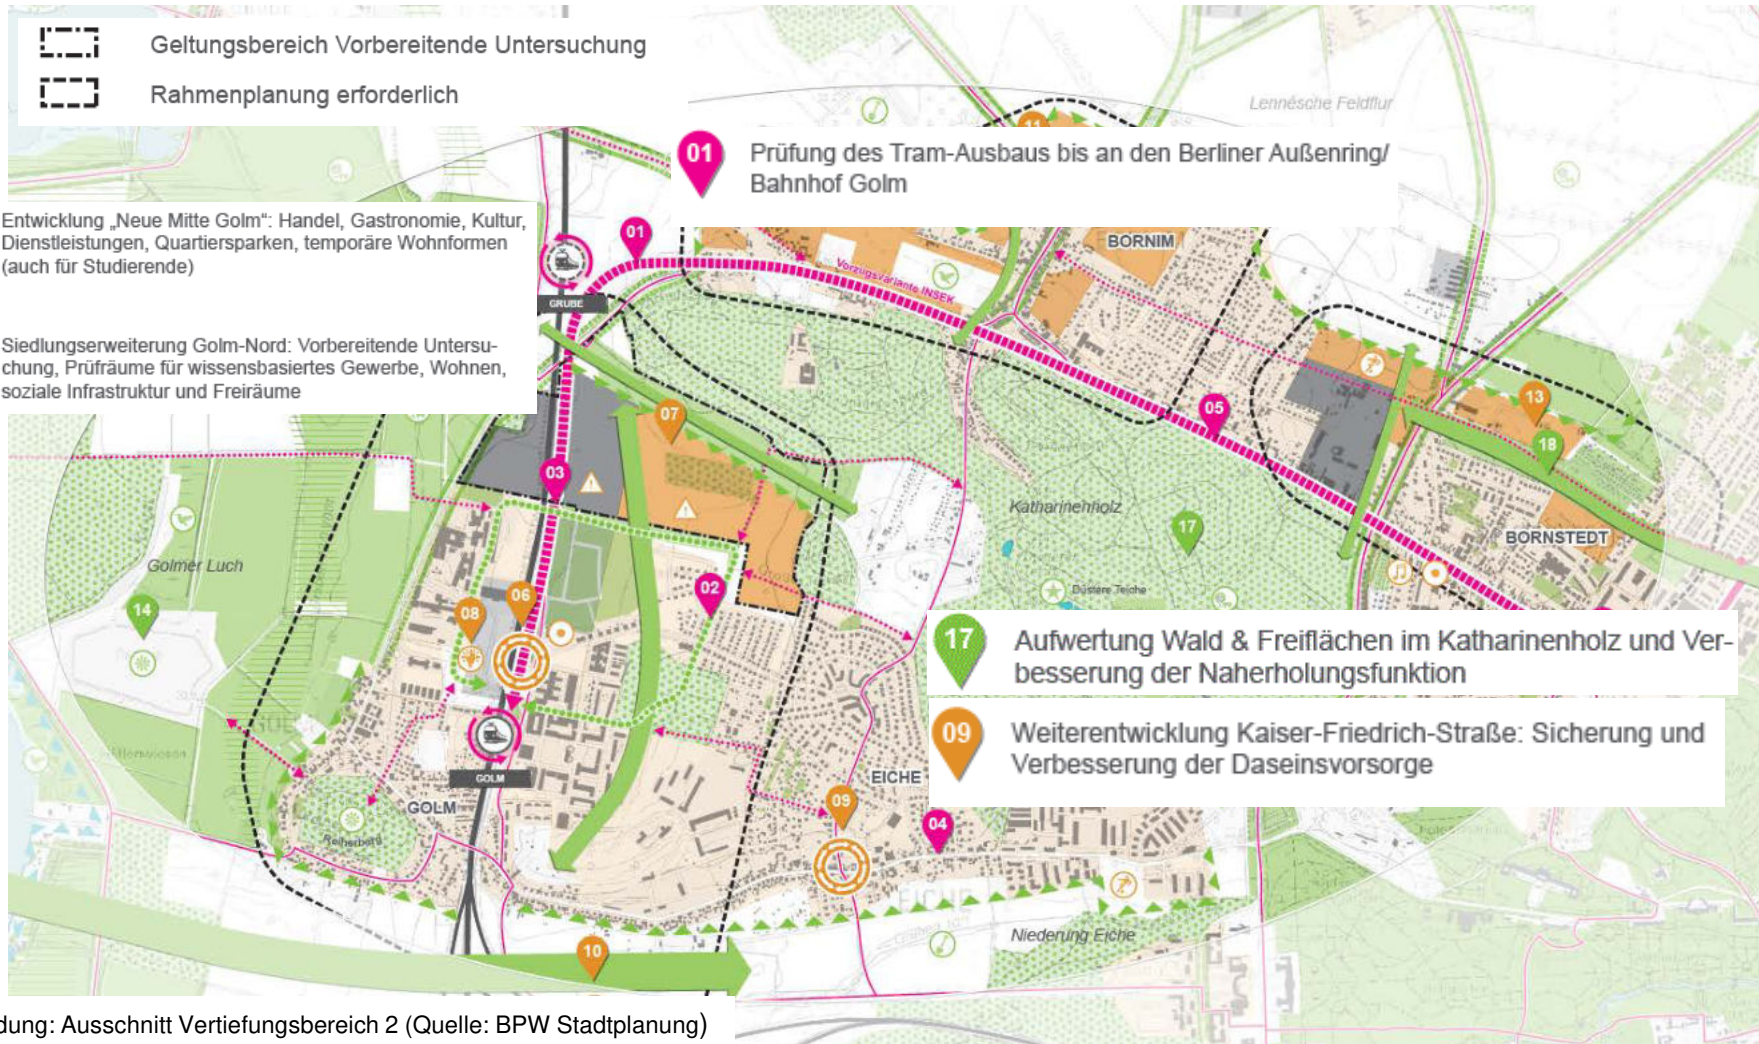 Geltungsbereich Vorbereitende Untersuchung
Rahmenplanung erforderlich
Lennésche Feldflur
11
01
Prüfung des Tram-Ausbaus bis an den Berliner Außenring/
Bahnhof Golm
Entwicklung „Neue Mitte Golm“: Handel, Gastronomie, Kultur,
Dienstleistungen, Quartiersparken, temporäre Wohnformen
(auch für Studierende)
01
BORNIM
Vorzugsvariante INSEK
GRUBE
Siedlungserweiterung Golm-Nord: Vorbereitende Untersu-
chung, Prüfräume für wissensbasiertes Gewerbe, Wohnen,
soziale Infrastruktur und Freiräume
07
05
13
18
03
Katharinenholz
17
BORNSTEDT
Golmer Luch
14
02
06
08
Düstere Teiche
17
Aufwertung Wald & Freiflächen im Katharinenholz und Ver-
besserung der Naherholungsfunktion
09
Weiterentwicklung Kaiser-Friedrich-Straße: Sicherung und
Verbesserung der Daseinsvorsorge
GOLM
EICHE
GOLM
09
04
Reiherberg
EICHE
Niederung Eiche
10
dung: Ausschnitt Vertiefungsbereich 2 (Quelle: BPW Stadtplanung)